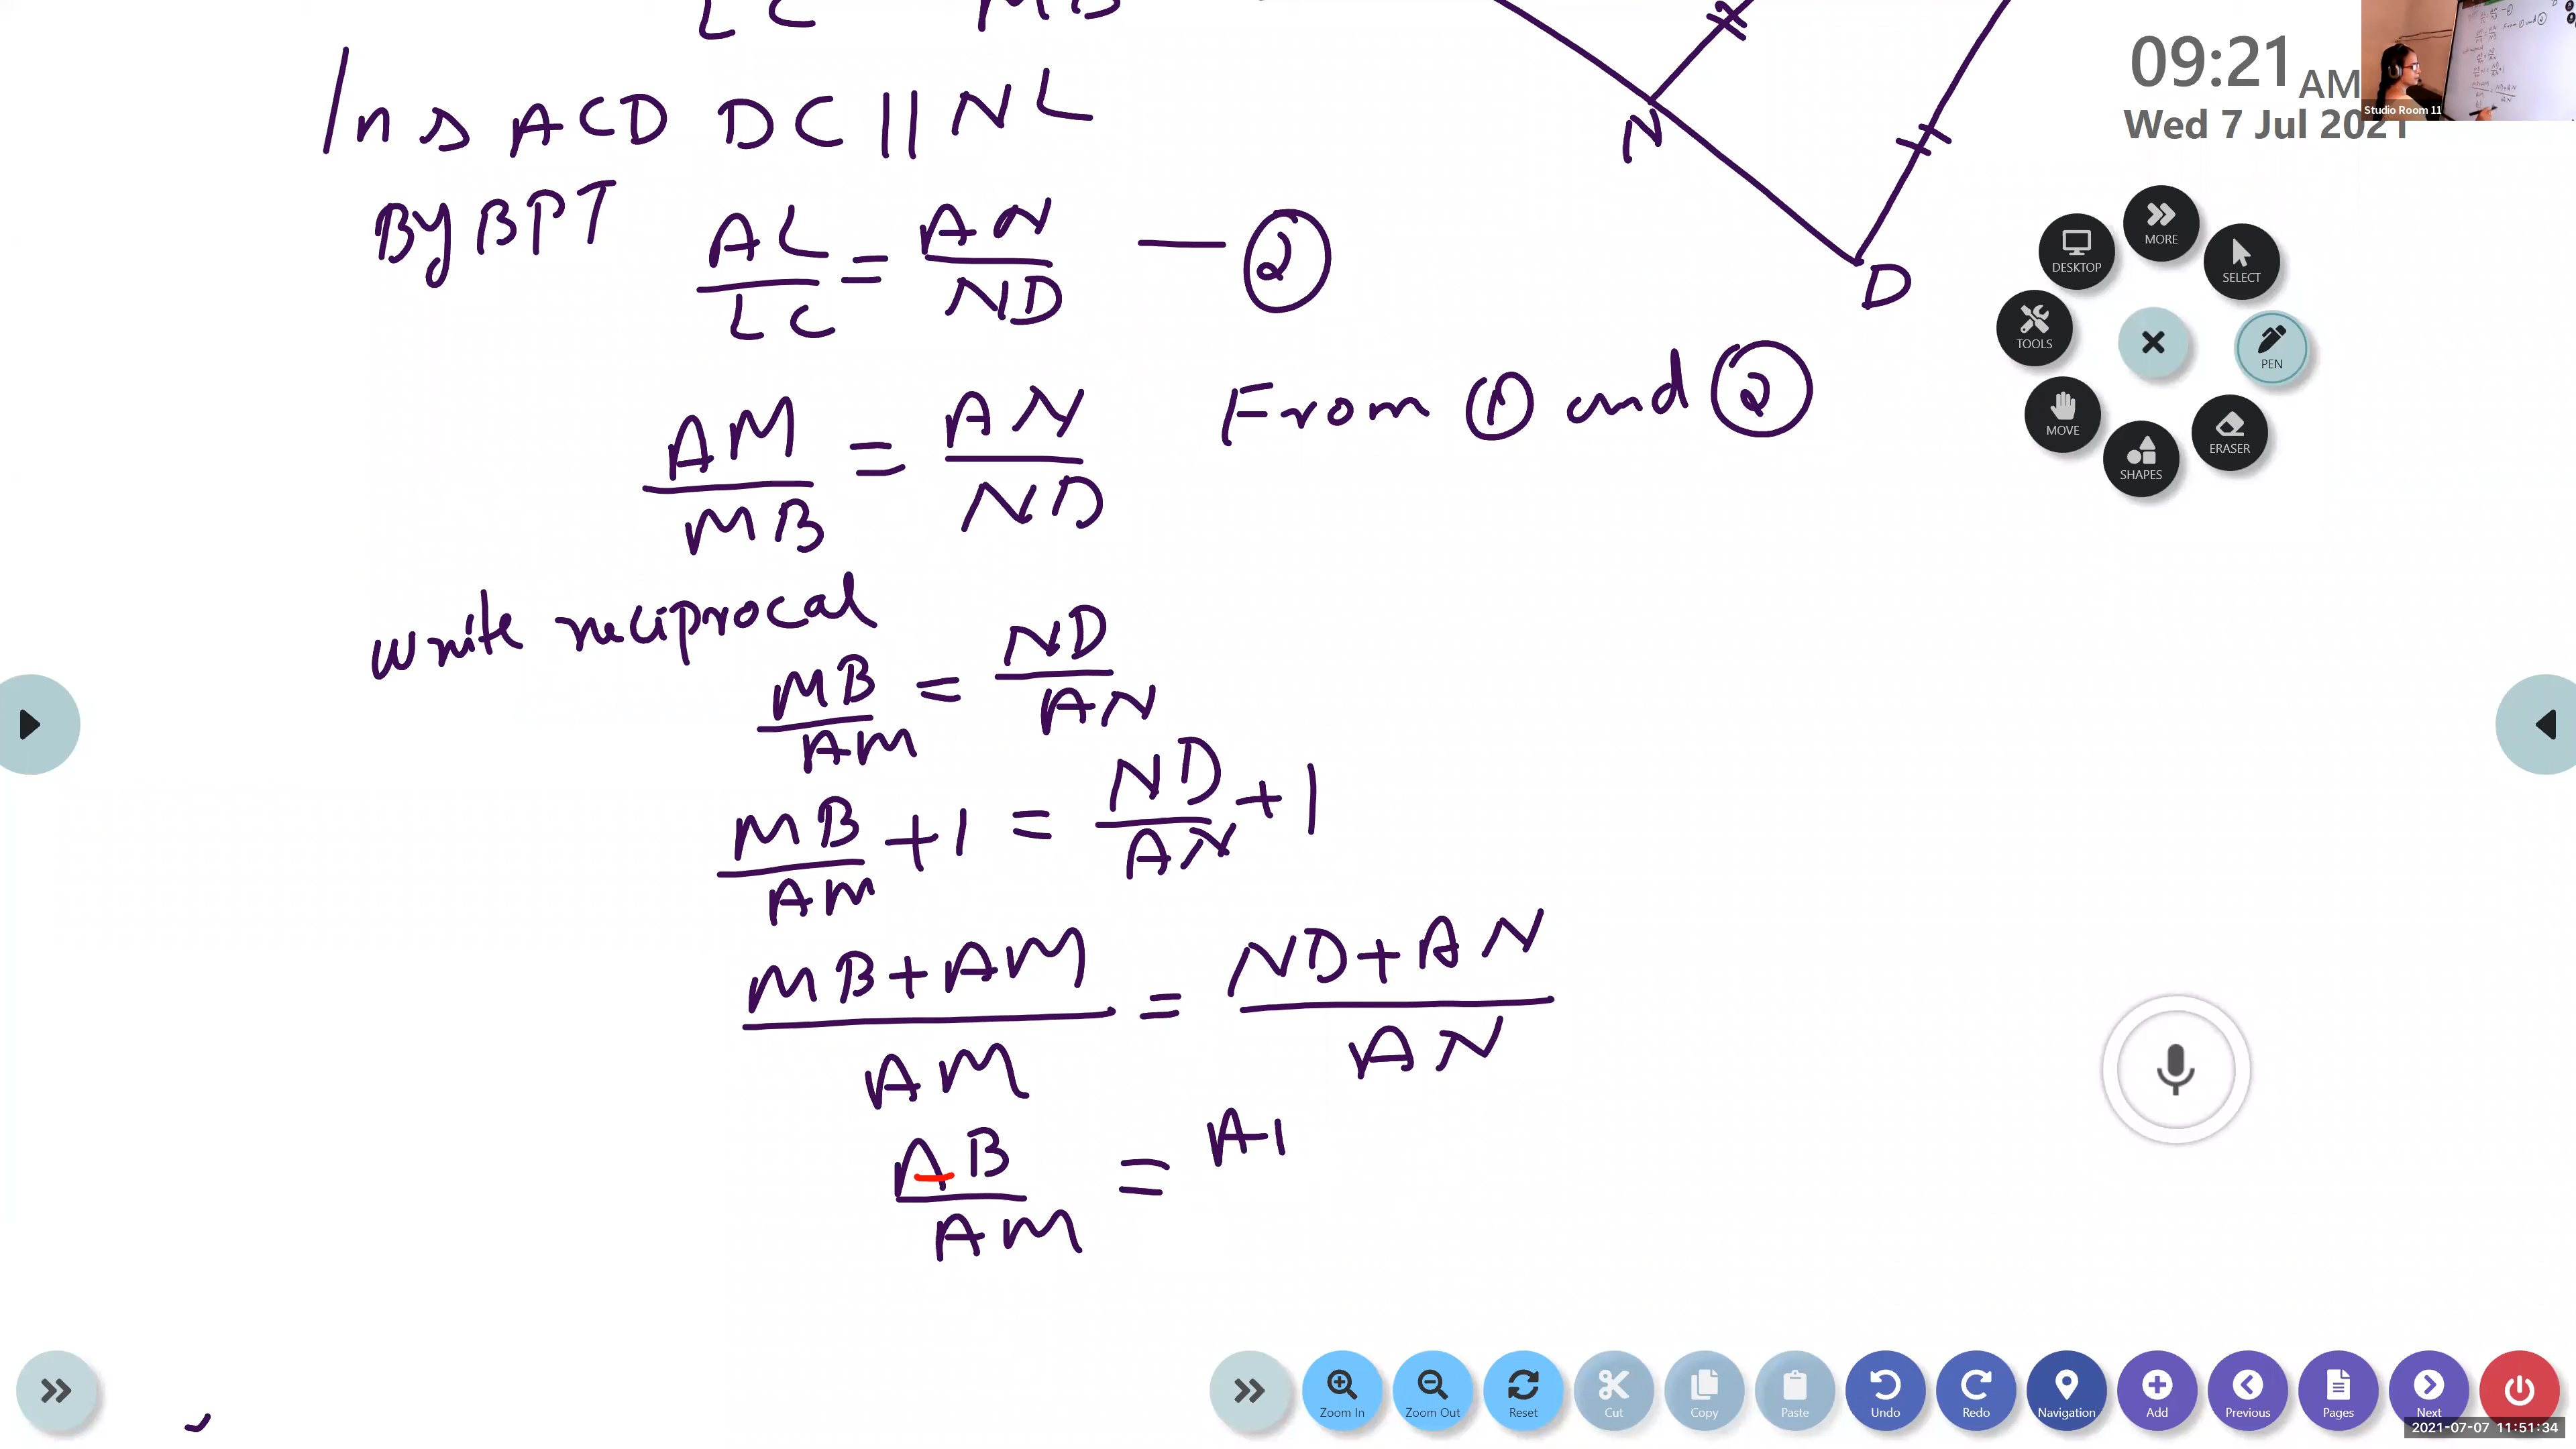 LC MB
In △ ACD DC || NL
By BPT AL/LC = AN/ND — ②
AM/MB = AN/ND From ① and ②
write reciprocal
MB/AM = ND/AN
MB/AM + 1 = ND/AN + 1
MB + AM / AM = ND + AN / AN
AB/AM = A
N
D
09:21 AM
Wed 7 Jul 2021
Studio Room 11
MORE
DESKTOP
SELECT
TOOLS
PEN
MOVE
ERASER
SHAPES
Zoom In
Zoom Out
Reset
Cut
Copy
Paste
Undo
Redo
Navigation
Add
Previous
Pages
Next
2021-07-07 11:51:34